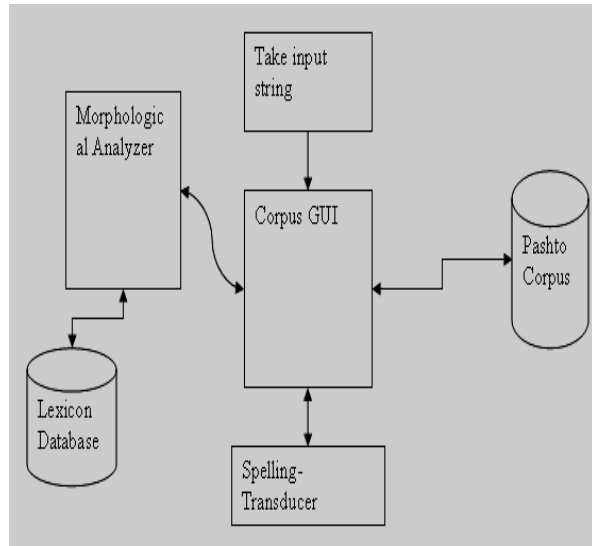 Take input
string
Morphologic
al Analyzer
Corpus GUI
Pashto
Corpus
Lexicon
Database
Spelling-
Transducer